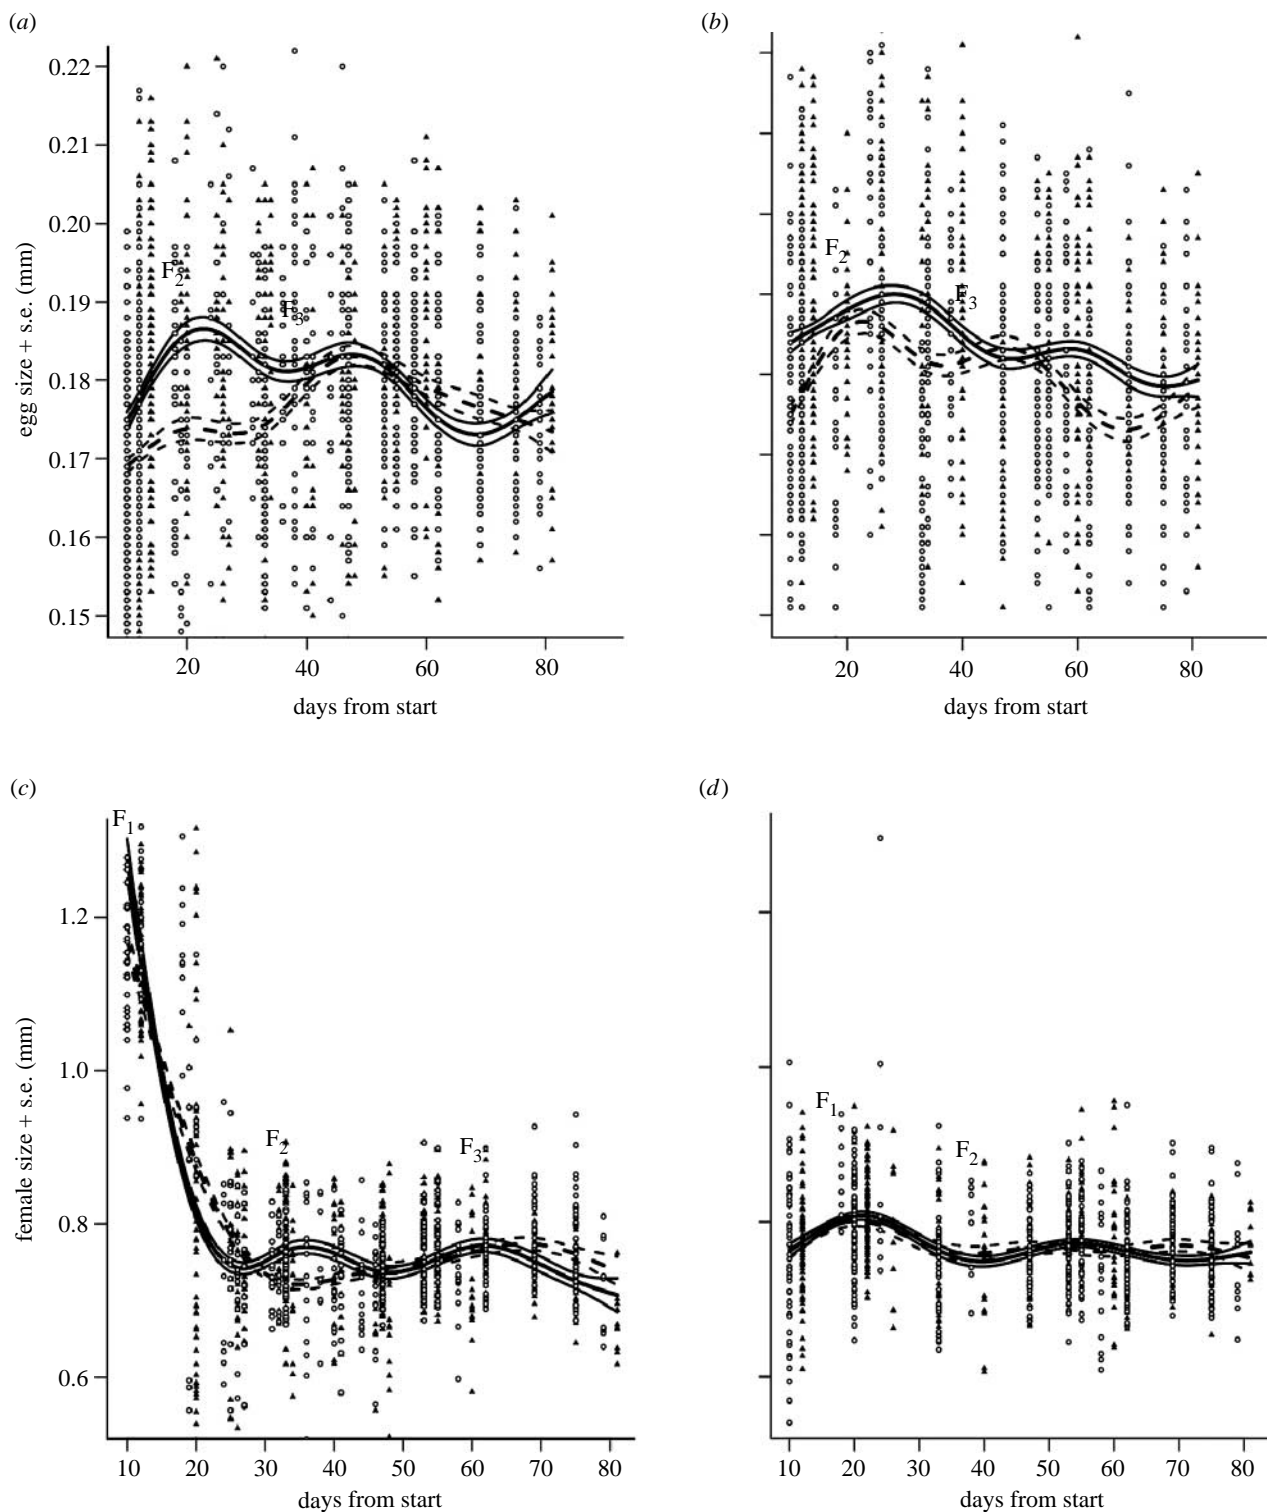 (a)
(b)
0.22
0.21
0.20
0.19
0.18
0.17
0.16
0.15
egg size + s.e. (mm)
F2
F3
F2
F3
20
40
60
80
20
40
60
80
days from start
days from start
(c)
(d)
1.2
1.0
0.8
0.6
female size + s.e. (mm)
F1
F2
F3
F1
F2
10
20
30
40
50
60
70
80
10
20
30
40
50
60
70
80
days from start
days from start